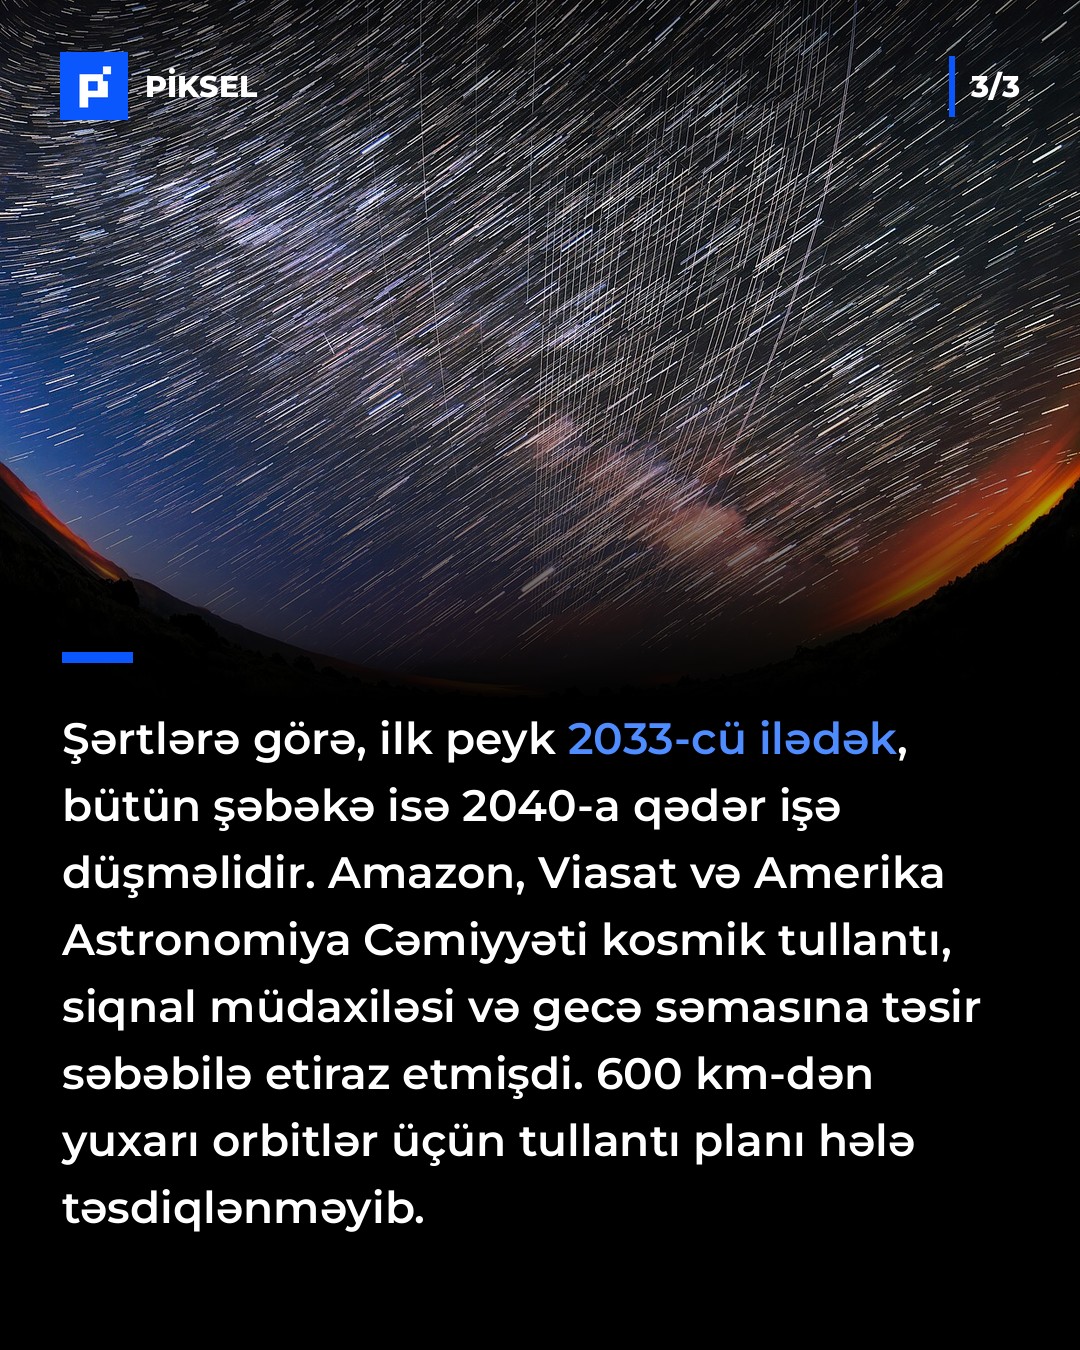 PİKSEL
3/3
Şərtlərə görə, ilk peyk 2033-cü ilədək,
bütün şəbəkə isə 2040-a qədər işə
düşməlidir. Amazon, Viasat və Amerika
Astronomiya Cəmiyyəti kosmik tullantı,
siqnal müdaxiləsi və gecə səmasına təsir
səbəbilə etiraz etmişdi. 600 km-dən
yuxarı orbitlər üçün tullantı planı hələ
təsdiqlənməyib.